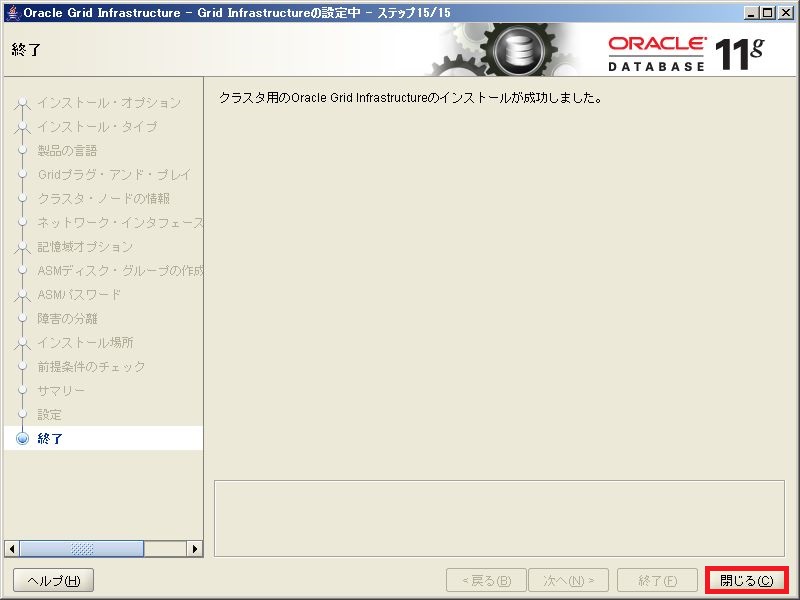 Oracle Grid Infrastructure - Grid Infrastructureの設定中 - ステップ15/15
終了
ORACLE
DATABASE
11g
インストール・オプション
インストール・タイプ
製品の言語
Gridプラグ・アンド・プレイ
クラスタ・ノードの情報
ネットワーク・インタフェース
記憶域オプション
ASMディスク・グループの作成
ASMパスワード
障害の分離
インストール場所
前提条件のチェック
サマリー
設定
終了
クラスタ用のOracle Grid Infrastructureのインストールが成功しました。
ヘルプ(H)
< 戻る(B)
次へ(N) >
終了(F)
閉じる(C)